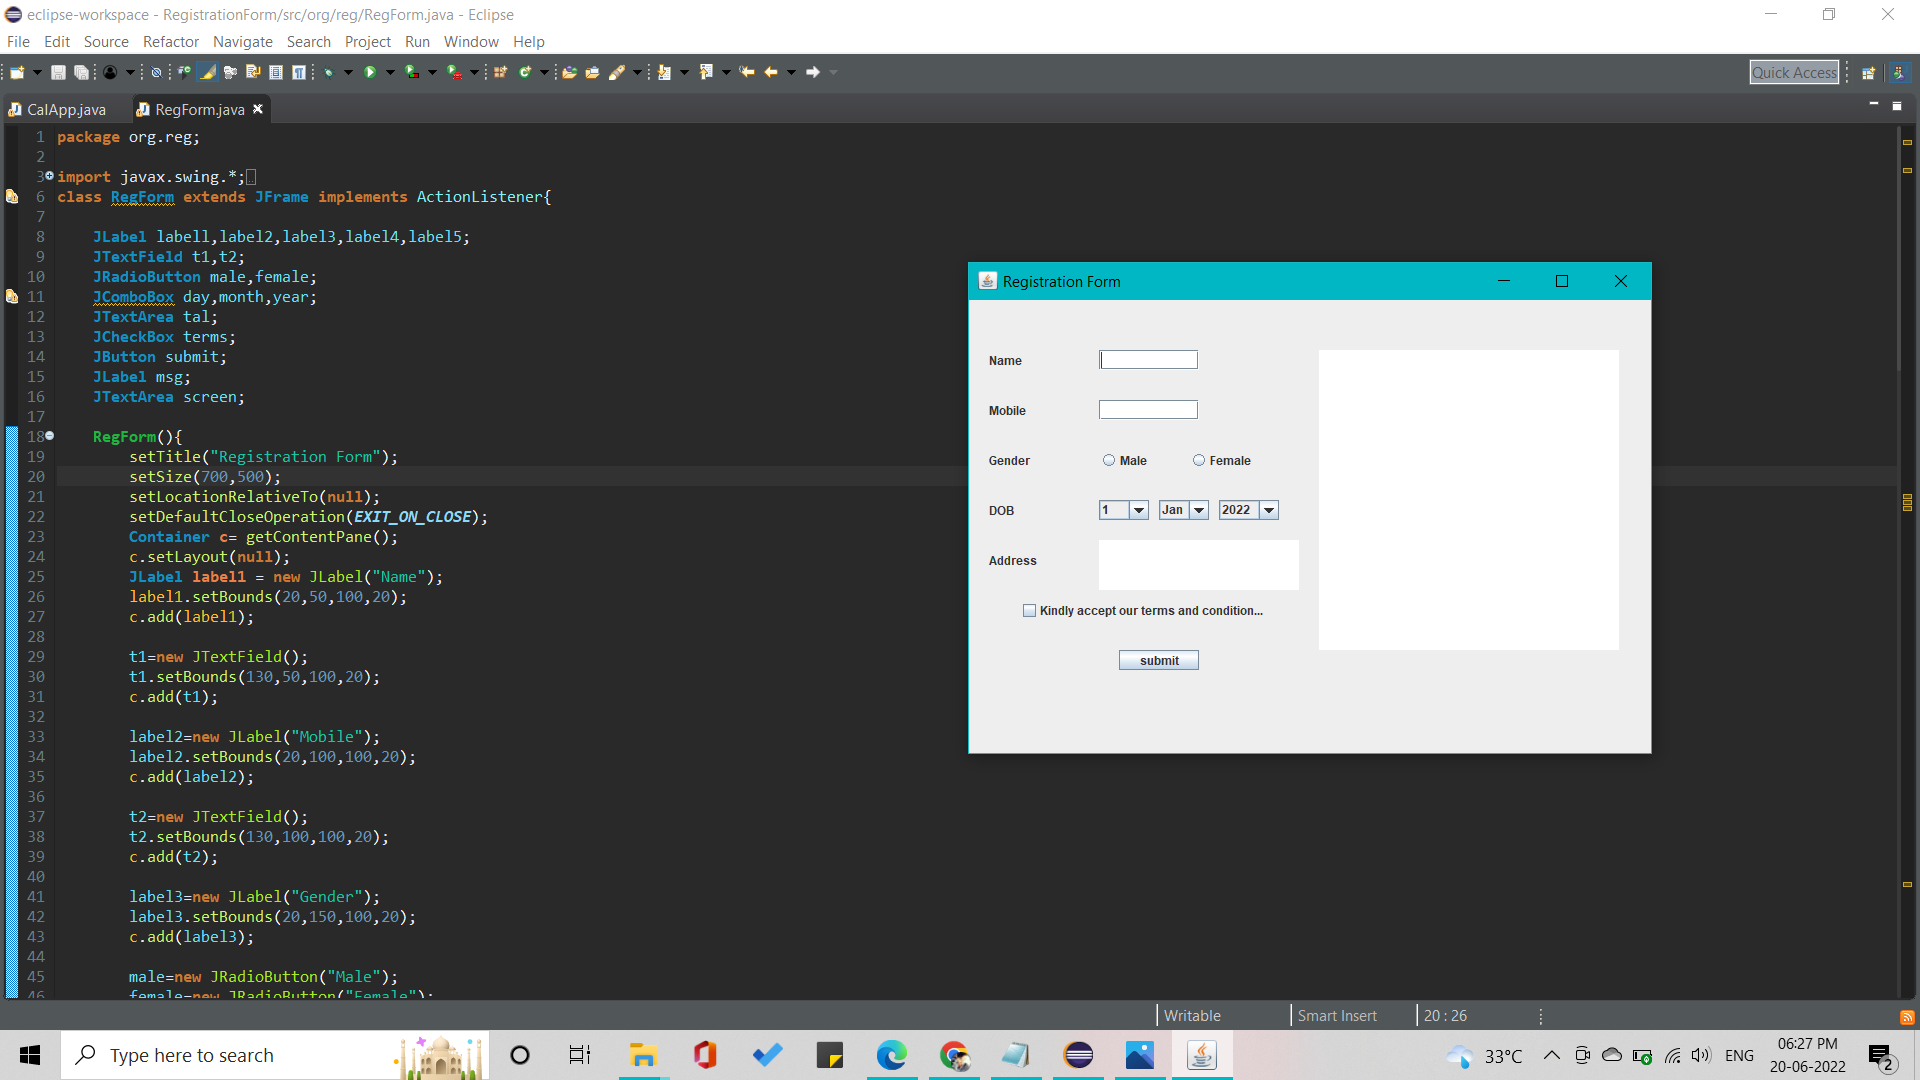 eclipse-workspace - RegistrationForm/src/org/reg/RegForm.java - Eclipse
File Edit Source Refactor Navigate Search Project Run Window Help
Quick Access
CalApp.java RegForm.java
1 package org.reg;
2
3 import javax.swing.*;
6 class RegForm extends JFrame implements ActionListener{
7
8 JLabel label1,label2,label3,label4,label5;
9 JTextField t1,t2;
10 JRadioButton male,female;
11 JComboBox day,month,year;
12 JTextArea ta1;
13 JCheckBox terms;
14 JButton submit;
15 JLabel msg;
16 JTextArea screen;
17
18 RegForm(){
19 setTitle("Registration Form");
20 setSize(700,500);
21 setLocationRelativeTo(null);
22 setDefaultCloseOperation(EXIT_ON_CLOSE);
23 Container c= getContentPane();
24 c.setLayout(null);
25 JLabel label1 = new JLabel("Name");
26 label1.setBounds(20,50,100,20);
27 c.add(label1);
28
29 t1=new JTextField();
30 t1.setBounds(130,50,100,20);
31 c.add(t1);
32
33 label2=new JLabel("Mobile");
34 label2.setBounds(20,100,100,20);
35 c.add(label2);
36
37 t2=new JTextField();
38 t2.setBounds(130,100,100,20);
39 c.add(t2);
40
41 label3=new JLabel("Gender");
42 label3.setBounds(20,150,100,20);
43 c.add(label3);
44
45 male=new JRadioButton("Male");
46 female=new JRadioButton("Female");
Registration Form
Name
Mobile
Gender Male Female
DOB 1 Jan 2022
Address
Kindly accept our terms and condition...
submit
Writable Smart Insert 20 : 26
Type here to search
33°C ENG 06:27 PM
20-06-2022
2